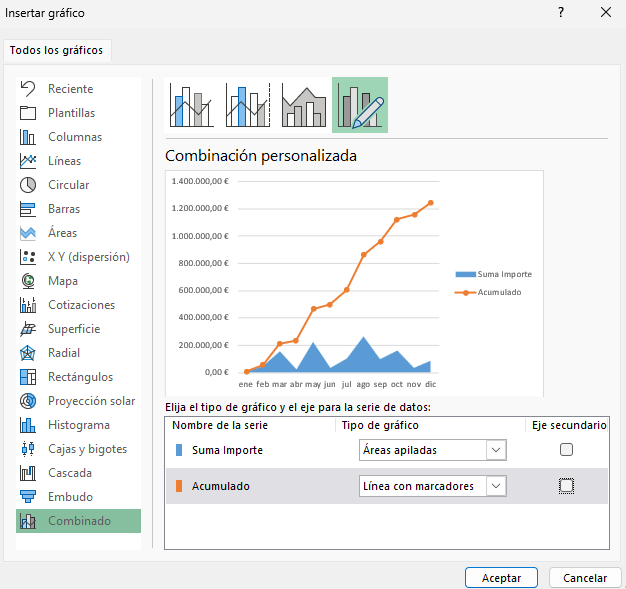 Insertar gráfico
?
Todos los gráficos
Reciente
Plantillas
Columnas
Líneas
Circular
Barras
Áreas
X Y (dispersión)
Mapa
Cotizaciones
Superficie
Radial
Rectángulos
Proyección solar
Histograma
Cajas y bigotes
Cascada
Embudo
Combinado
Combinación personalizada
1.400.000,00 €
1.200.000,00 €
1.000.000,00 €
800.000,00 €
600.000,00 €
400.000,00 €
200.000,00 €
0,00 €
ene feb mar abr may jun jul ago sep oct nov dic
Suma Importe
Acumulado
Elija el tipo de gráfico y el eje para la serie de datos:
Nombre de la serie Tipo de gráfico Eje secundario
Suma Importe Áreas apiladas
Acumulado Línea con marcadores
Aceptar Cancelar